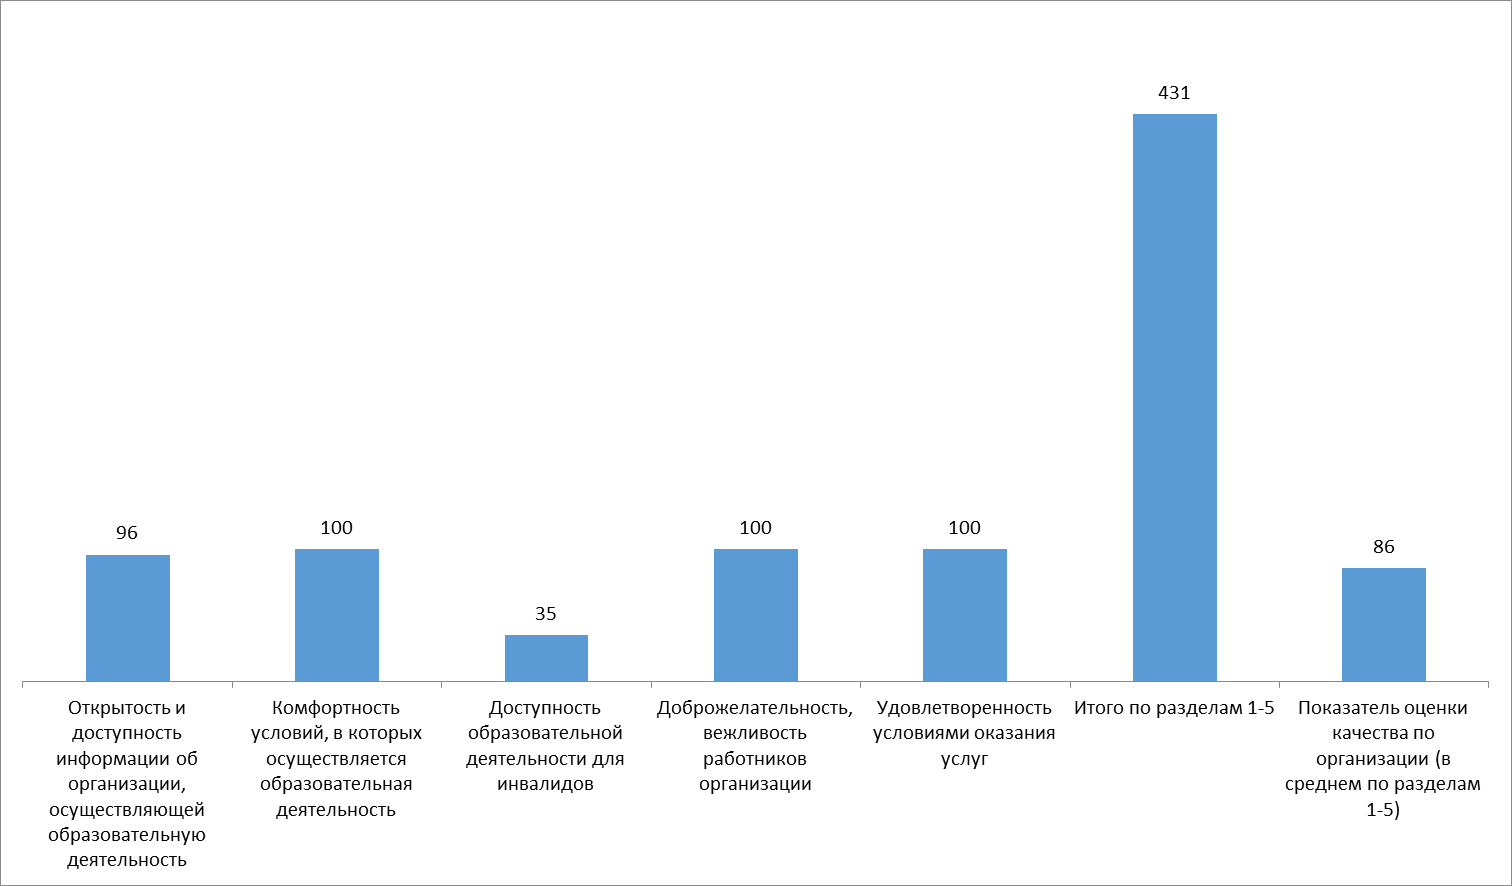 431
96
100
35
100
100
86
Открытость и
доступность
информации об
организации,
осуществляющей
образовательную
деятельность
Комфортность
условий, в которых
осуществляется
образовательная
деятельность
Доступность
образовательной
деятельности для
инвалидов
Доброжелательность,
вежливость
работников
организации
Удовлетворенность
условиями оказания
услуг
Итого по разделам 1-5
Показатель оценки
качества по
организации (в
среднем по разделам
1-5)